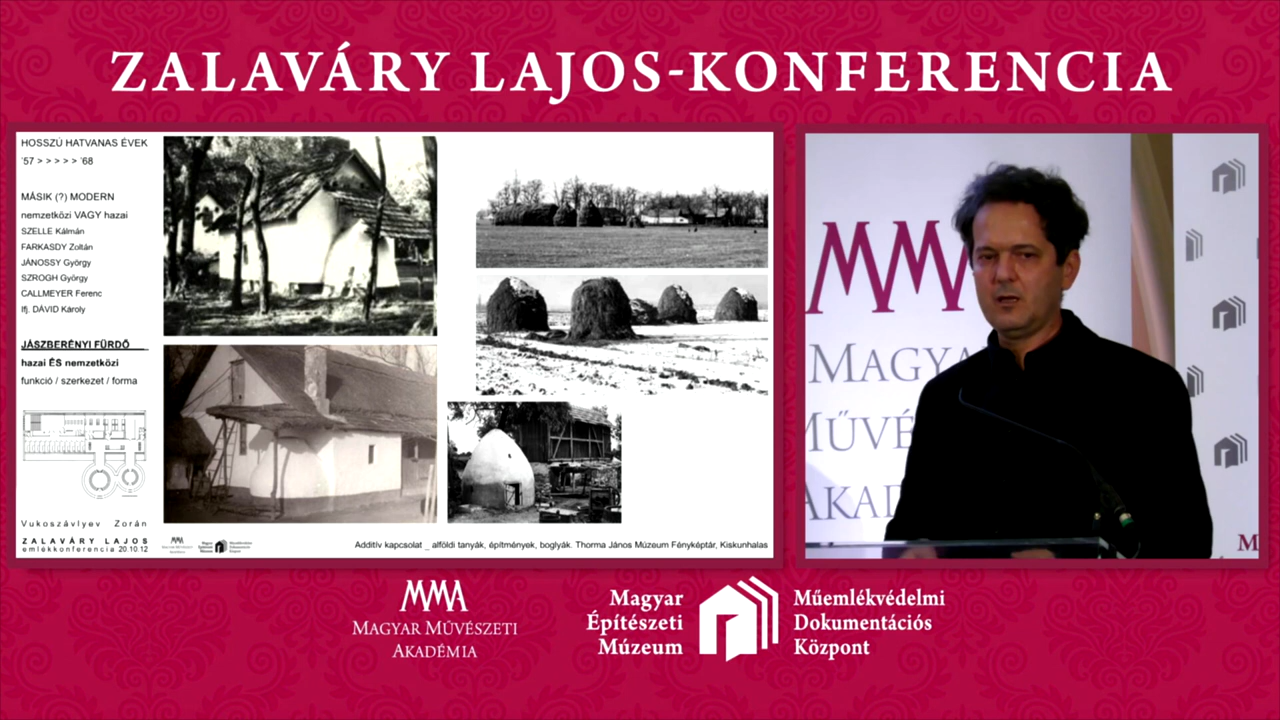 ZALAVÁRY LAJOS-KONFERENCIA
HOSSZÚ HATVANAS ÉVEK
'57 > > > > > '68
MÁSIK (?) MODERN
nemzetközi VAGY hazai
SZELLE Kálmán
FARKASDY Zoltán
JÁNOSSY György
SZROGH György
CALLMEYER Ferenc
Ifj. DÁVID Károly
JÁSZBERÉNYI FÜRDŐ
hazai ÉS nemzetközi
funkció / szerkezet / forma
Vukoszávlyev Zorán
ZALAVÁRY LAJOS
emlékkonferencia 20.10.12
Additív kapcsolat _ alföldi tanyák, építmények, boglyák. Thorma János Múzeum Fényképtár, Kiskunhalas
MMA
MAGYA
MŰVÉ
AKAD
M
MMA
MAGYAR MŰVÉSZETI
AKADÉMIA
Magyar
Építészeti
Múzeum
Műemlékvédelmi
Dokumentációs
Központ